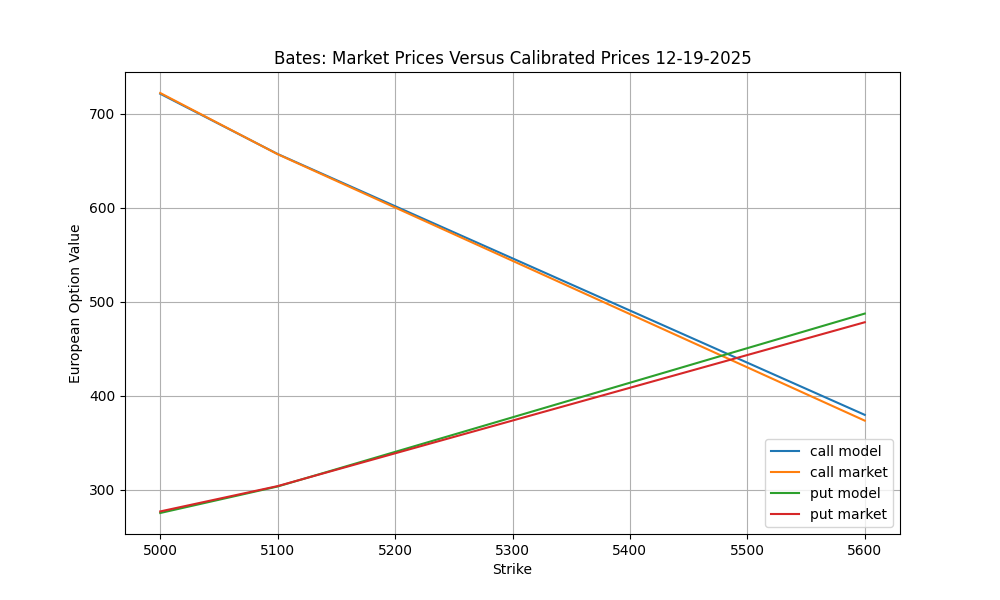 Bates: Market Prices Versus Calibrated Prices 12-19-2025
European Option Value
700
600
500
400
300
5000 5100 5200 5300 5400 5500 5600
Strike
call model
call market
put model
put market